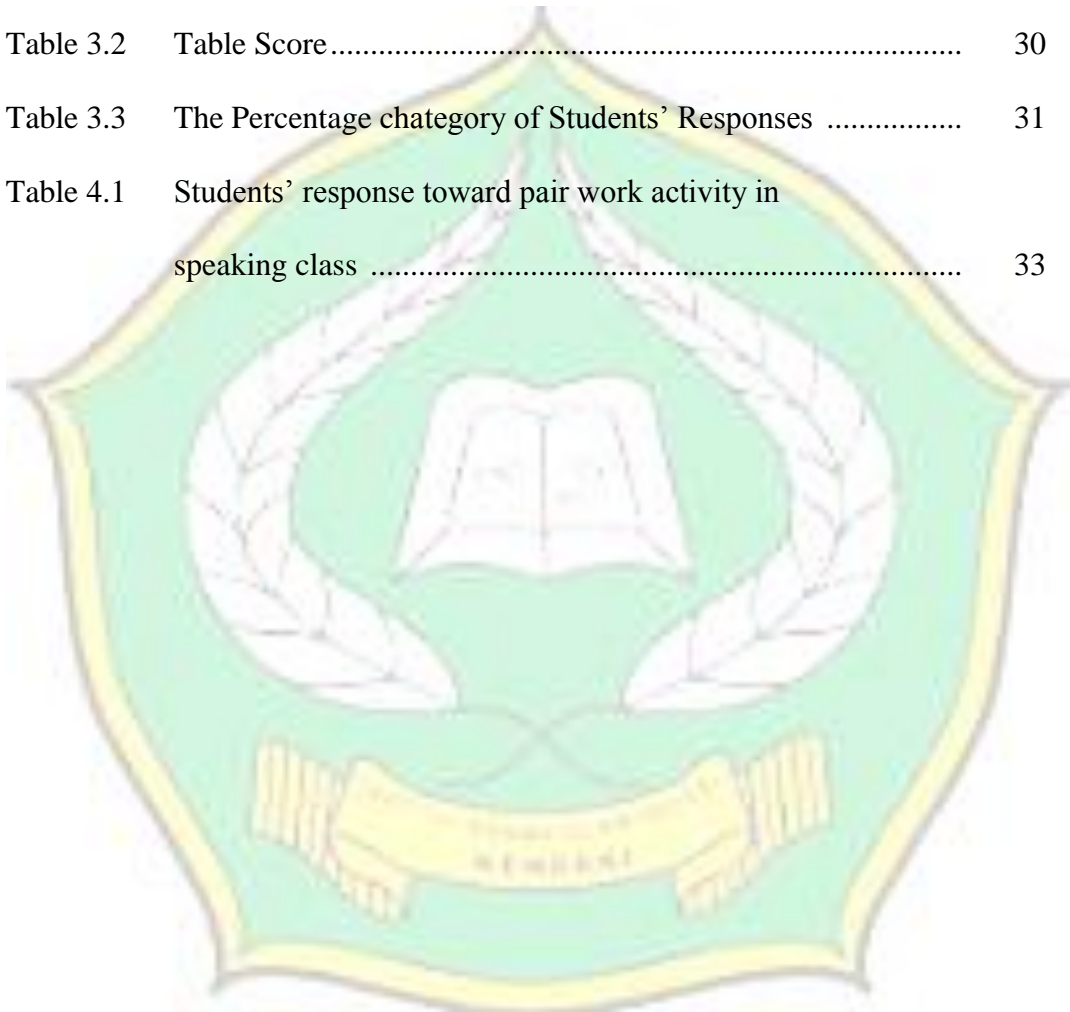 Table 3.2 Table Score................................................................................ 30
Table 3.3 The Percentage chategory of Students’ Responses ................. 31
Table 4.1 Students’ response toward pair work activity in
speaking class ........................................................................... 33
KENDARI